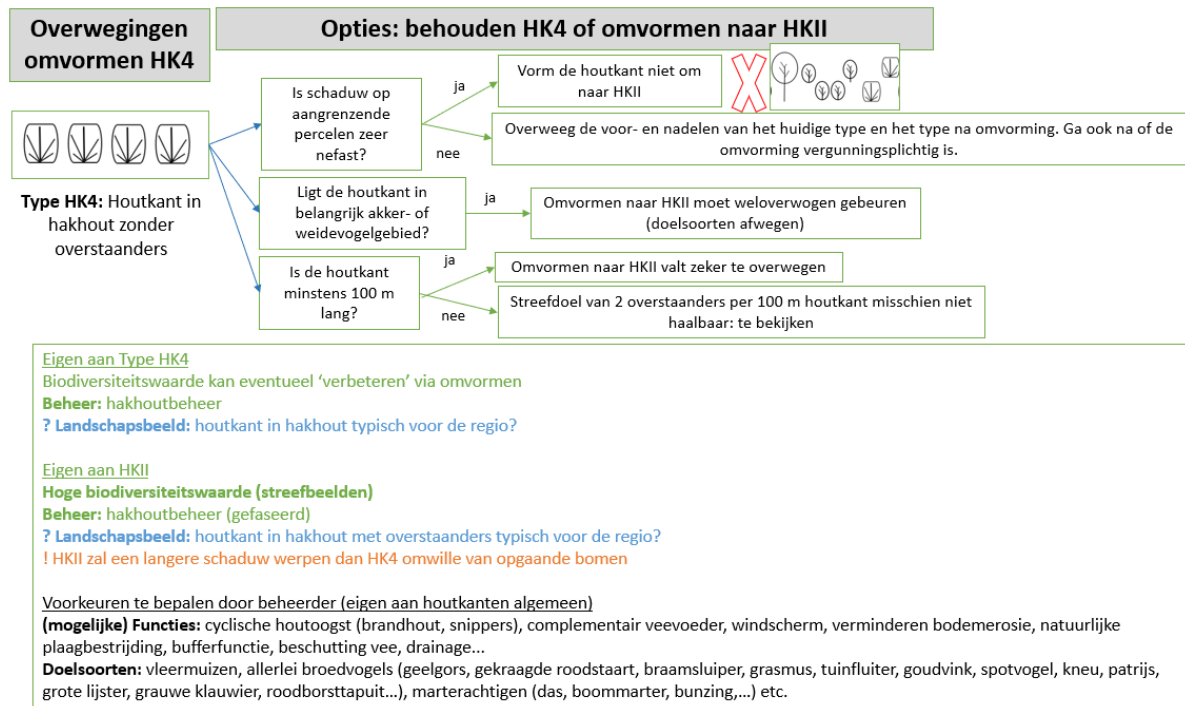 Overwegingen
omvormen HK4
Opties: behouden HK4 of omvormen naar HKII
Type HK4: Houtkant in
hakhout zonder
overstaanders
Is schaduw op
aangrenzende
percelen zeer
nefast?
ja
Vorm de houtkant niet om
naar HKII
nee
Overweeg de voor- en nadelen van het huidige type en het type na omvorming. Ga ook na of de
omvorming vergunningsplichtig is.
Ligt de houtkant in
belangrijk akker- of
weidevogelgebied?
ja
Omvormen naar HKII moet weloverwogen gebeuren
(doelsoorten afwegen)
Is de houtkant
minstens 100 m
lang?
ja
Omvormen naar HKII valt zeker te overwegen
nee
Streefdoel van 2 overstaanders per 100 m houtkant misschien niet
haalbaar: te bekijken
Eigen aan Type HK4
Biodiversiteitswaarde kan eventueel ‘verbeteren’ via omvormen
Beheer: hakhoutbeheer
? Landschapsbeeld: houtkant in hakhout typisch voor de regio?
Eigen aan HKII
Hoge biodiversiteitswaarde (streefbeelden)
Beheer: hakhoutbeheer (gefaseerd)
? Landschapsbeeld: houtkant in hakhout met overstaanders typisch voor de regio?
! HKII zal een langere schaduw werpen dan HK4 omwille van opgaande bomen
Voorkeuren te bepalen door beheerder (eigen aan houtkanten algemeen)
(mogelijke) Functies: cyclische houtoogst (brandhout, snippers), complementair veevoeder, windscherm, verminderen bodemerosie, natuurlijke
plaagbestrijding, bufferfunctie, beschutting vee, drainage...
Doelsoorten: vleermuizen, allerlei broedvogels (geelgors, gekraagde roodstaart, braamsluiper, grasmus, tuinfluiter, goudvink, spotvogel, kneu, patrijs,
grote lijster, grauwe klauwier, roodborsttapuit...), marterachtigen (das, boommarter, bunzing,...) etc.